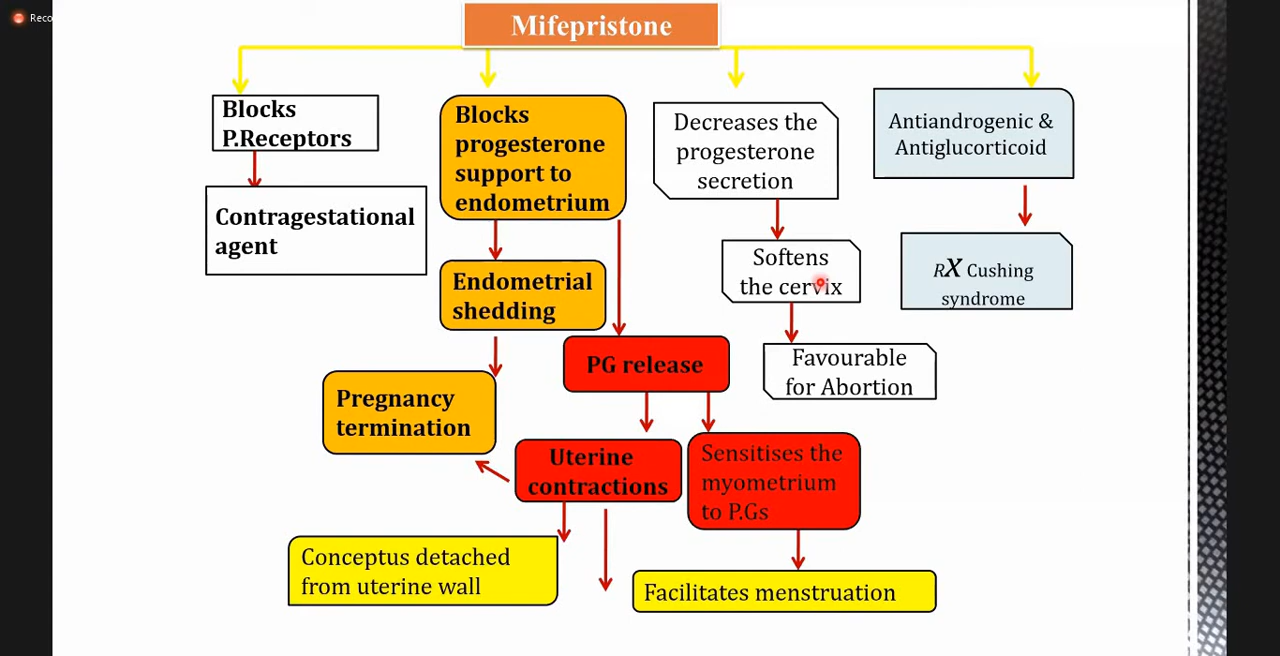 Reco
Mifepristone
Blocks
P.Receptors
Contragestational
agent
Blocks
progesterone
support to
endometrium
Endometrial
shedding
Pregnancy
termination
PG release
Uterine
contractions
Sensitises the
myometrium
to P.Gs
Conceptus detached
from uterine wall
Facilitates menstruation
Decreases the
progesterone
secretion
Softens
the cervix
Favourable
for Abortion
Antiandrogenic &
Antiglucorticoid
Rx Cushing
syndrome